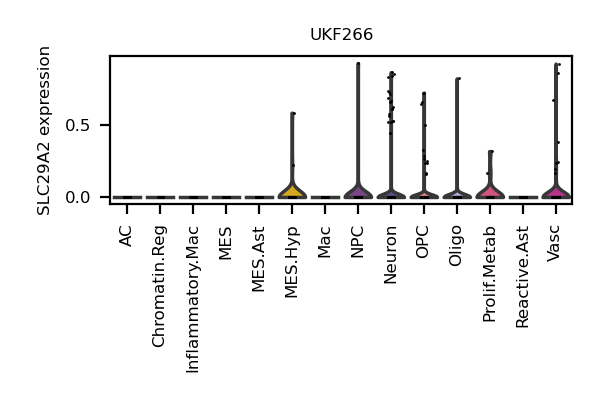 UKF266
SLC29A2 expression
0.5
0.0
AC
Chromatin.Reg
Inflammatory.Mac
MES
MES.Ast
MES.Hyp
Mac
NPC
Neuron
OPC
Oligo
Prolif.Metab
Reactive.Ast
Vasc